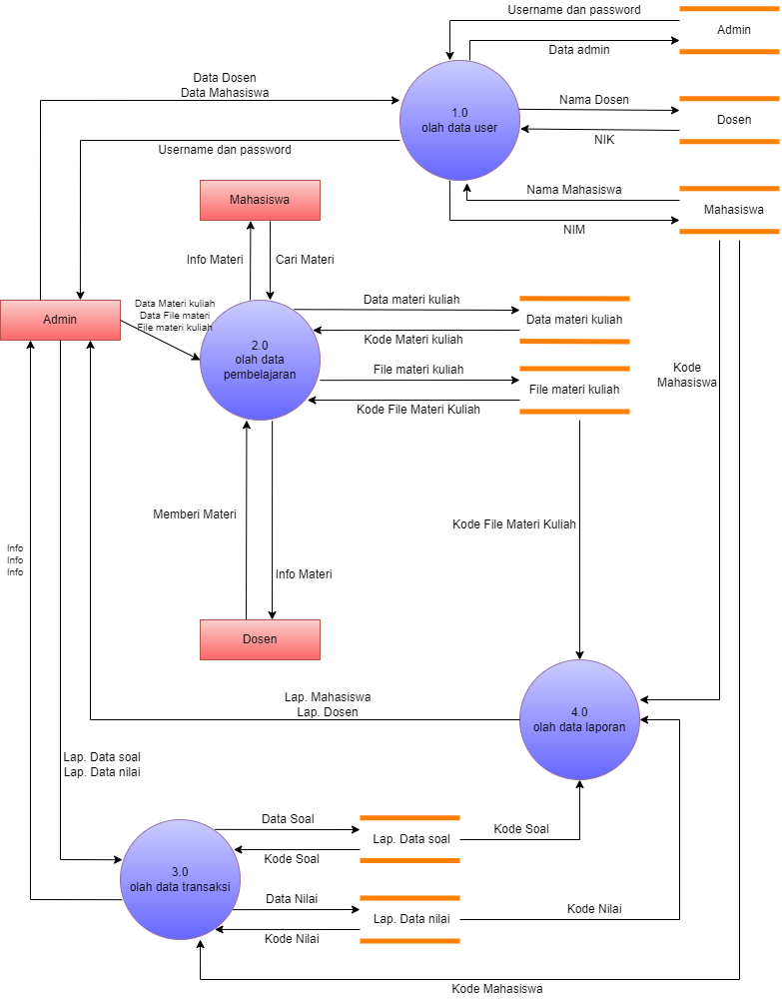 Username dan password
Admin
Data admin
Data Dosen
Data Mahasiswa
1.0
olah data user
Nama Dosen
Dosen
NIK
Username dan password
Nama Mahasiswa
Mahasiswa
NIM
Mahasiswa
Info Materi
Cari Materi
Admin
Data Materi kuliah
Data File materi
File materi kuliah
2.0
olah data
pembelajaran
Data materi kuliah
Data materi kuliah
Kode Materi kuliah
File materi kuliah
File materi kuliah
Kode File Materi Kuliah
Kode
Mahasiswa
Memberi Materi
Kode File Materi Kuliah
Info
Info
Info
Info Materi
Dosen
Lap. Mahasiswa
Lap. Dosen
4.0
olah data laporan
Lap. Data soal
Lap. Data nilai
3.0
olah data transaksi
Data Soal
Lap. Data soal
Kode Soal
Kode Soal
Data Nilai
Lap. Data nilai
Kode Nilai
Kode Nilai
Kode Mahasiswa